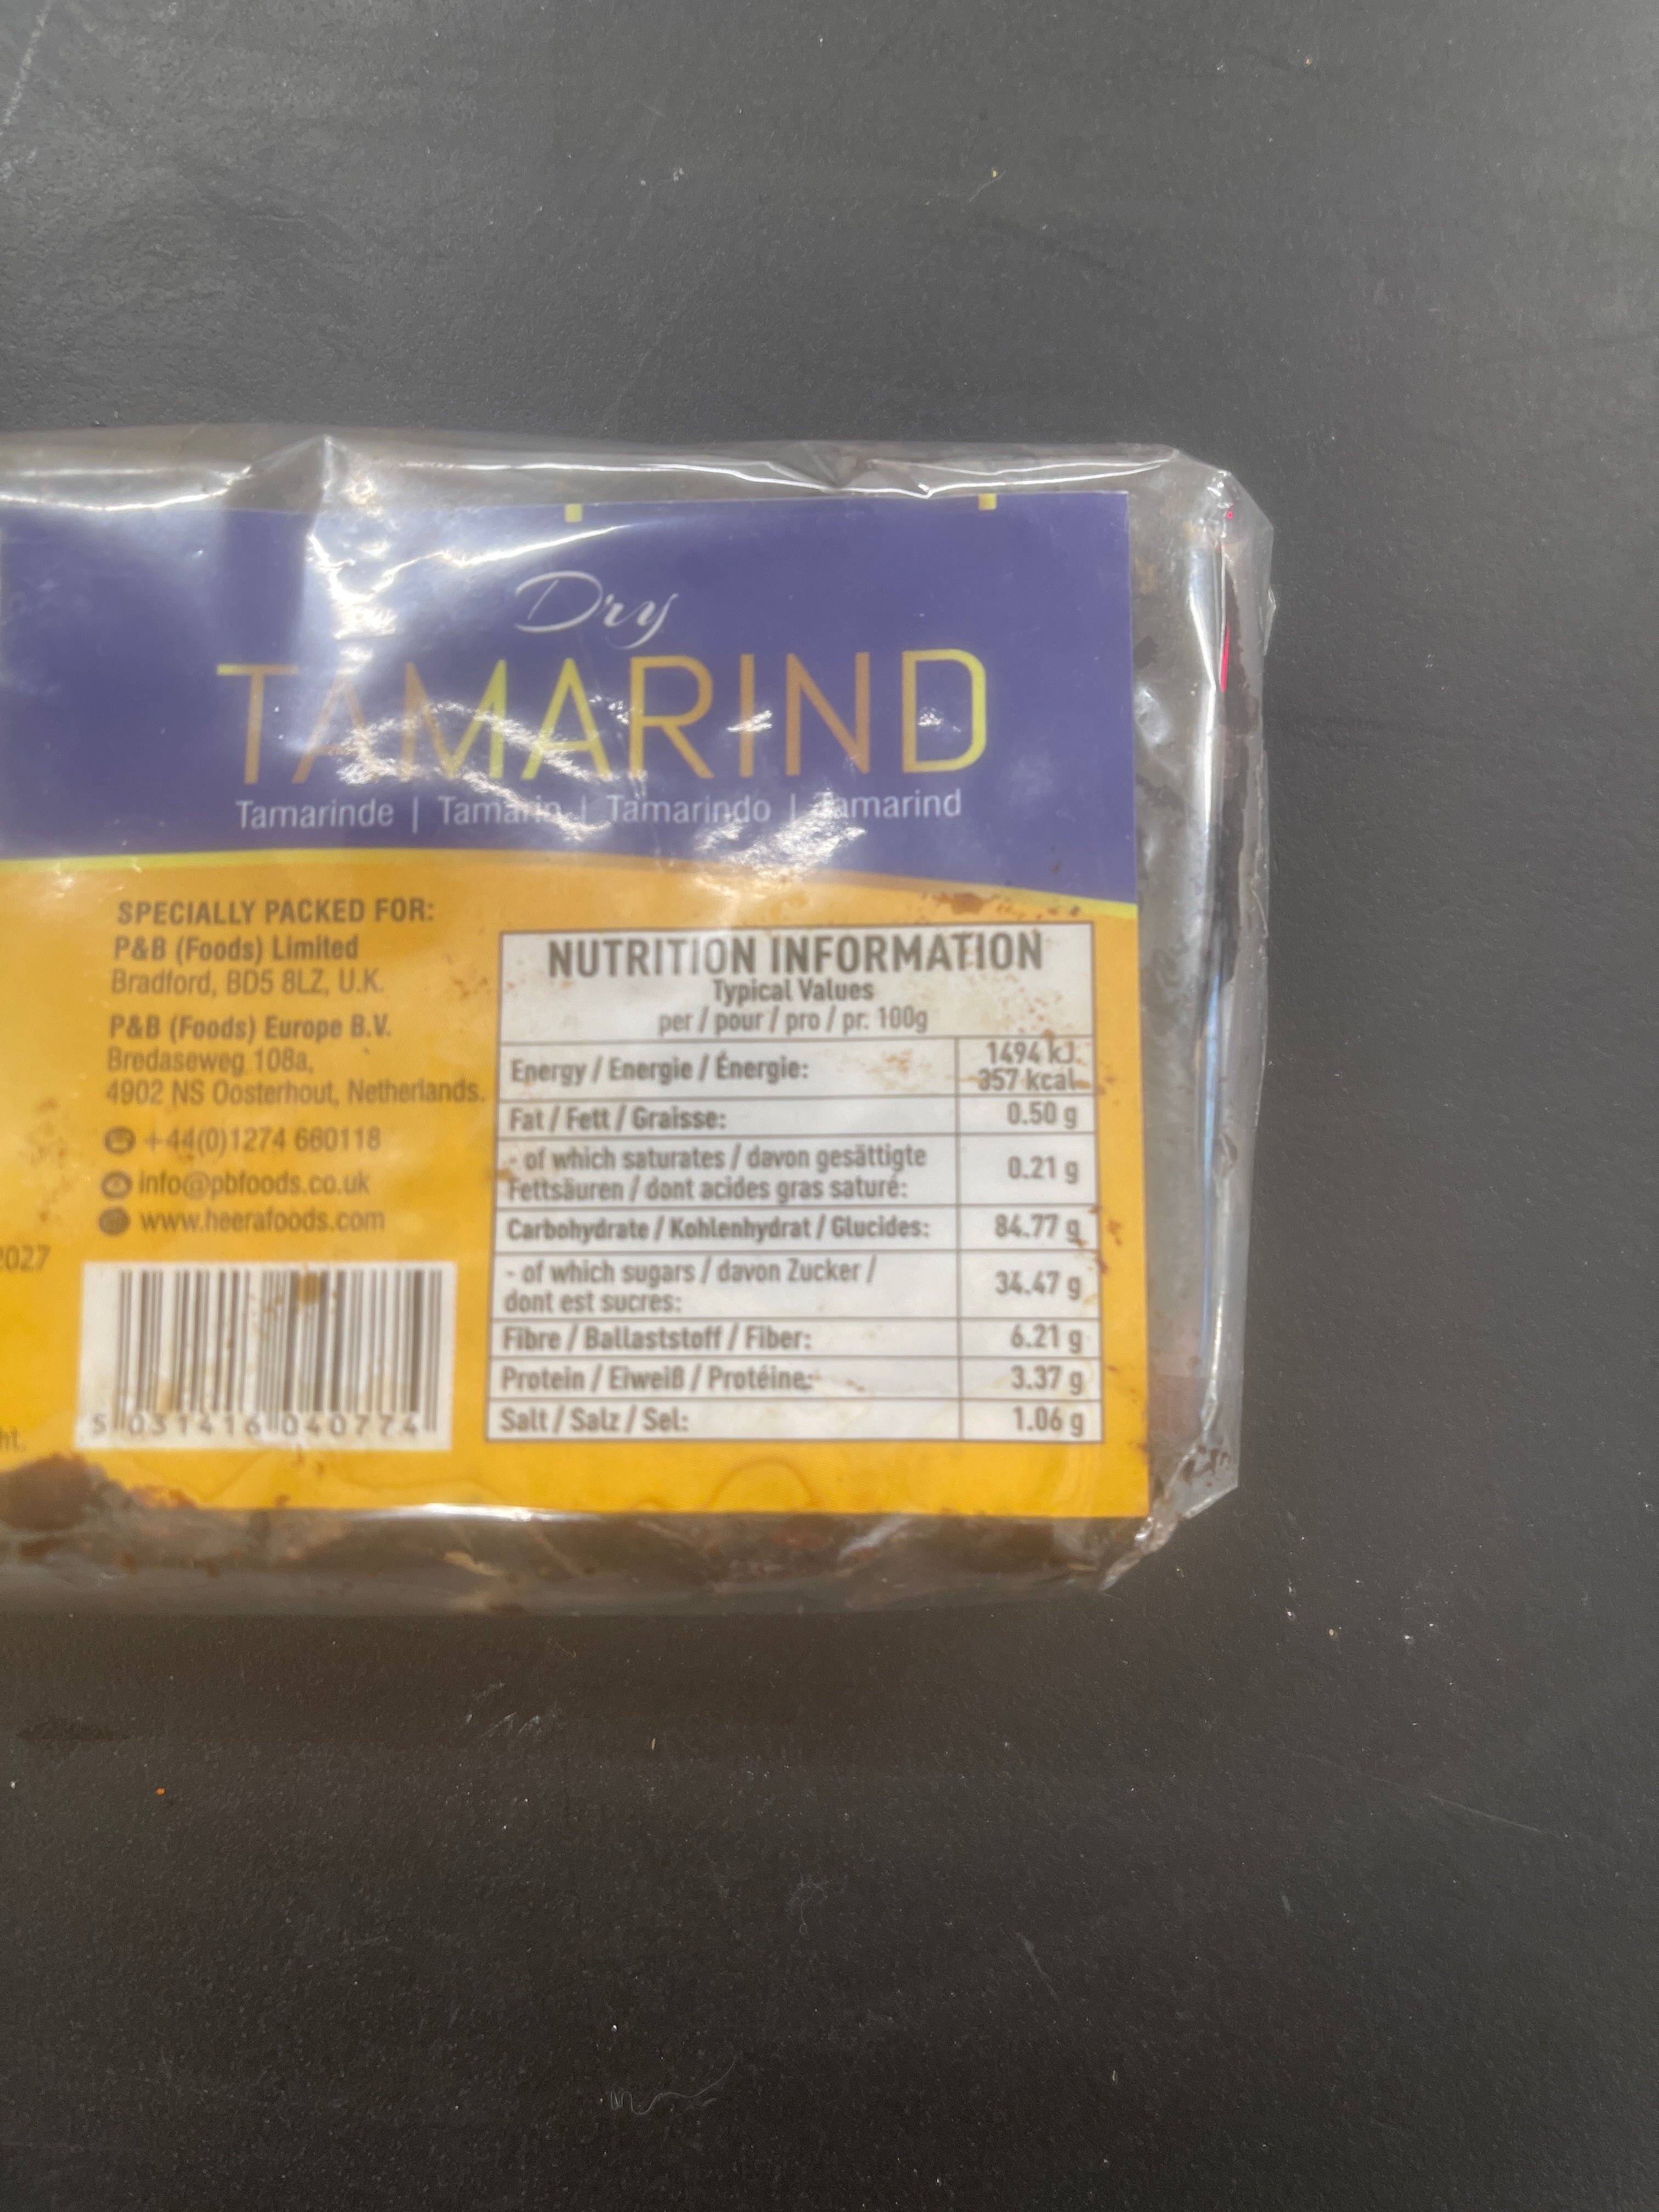 Dry
TAMARIND
Tamarinde | Tamarin | Tamarindo | Tamarind
SPECIALLY PACKED FOR:
P&B (Foods) Limited
Bradford, BD5 8LZ, U.K.
P&B (Foods) Europe B.V.
Bredaseweg 108a,
4902 NS Oosterhout, Netherlands.
+44(0)1274 660118
info@pbfoods.co.uk
www.heerafoods.com
2027
ht.
5 031416 040774
NUTRITION INFORMATION
Typical Values
per / pour / pro / pr: 100g
Energy / Energie / Énergie: 1494 kJ.
357 kcal
Fat / Fett / Graisse: 0.50 g
- of which saturates / davon gesättigte
Fettsäuren / dont acides gras saturé: 0.21 g
Carbohydrate / Kohlenhydrat / Glucides: 84.77 g
- of which sugars / davon Zucker /
dont est sucres: 34.47 g
Fibre / Ballaststoff / Fiber: 6.21 g
Protein / Eiweiß / Protéine: 3.37 g
Salt / Salz / Sel: 1.06 g